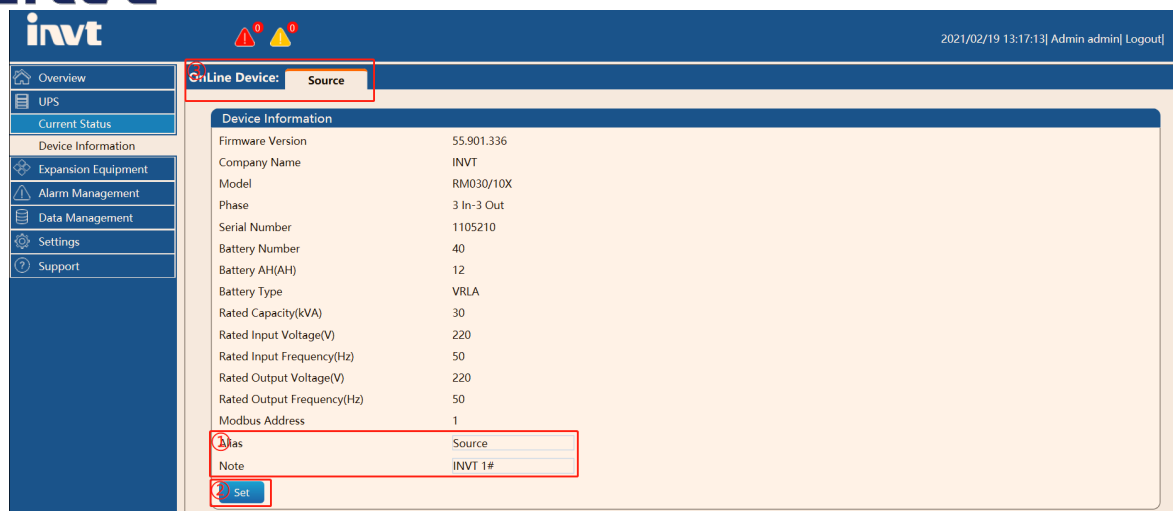 invt
0 0
2021/02/19 13:17:13| Admin admin| Logout|
Overview
UPS
Current Status
Device Information
Expansion Equipment
Alarm Management
Data Management
Settings
Support
OnLine Device: Source
Device Information
Firmware Version 55.901.336
Company Name INVT
Model RM030/10X
Phase 3 In-3 Out
Serial Number 1105210
Battery Number 40
Battery AH(AH) 12
Battery Type VRLA
Rated Capacity(kVA) 30
Rated Input Voltage(V) 220
Rated Input Frequency(Hz) 50
Rated Output Voltage(V) 220
Rated Output Frequency(Hz) 50
Modbus Address 1
① Alias Source
Note INVT 1#
② Set